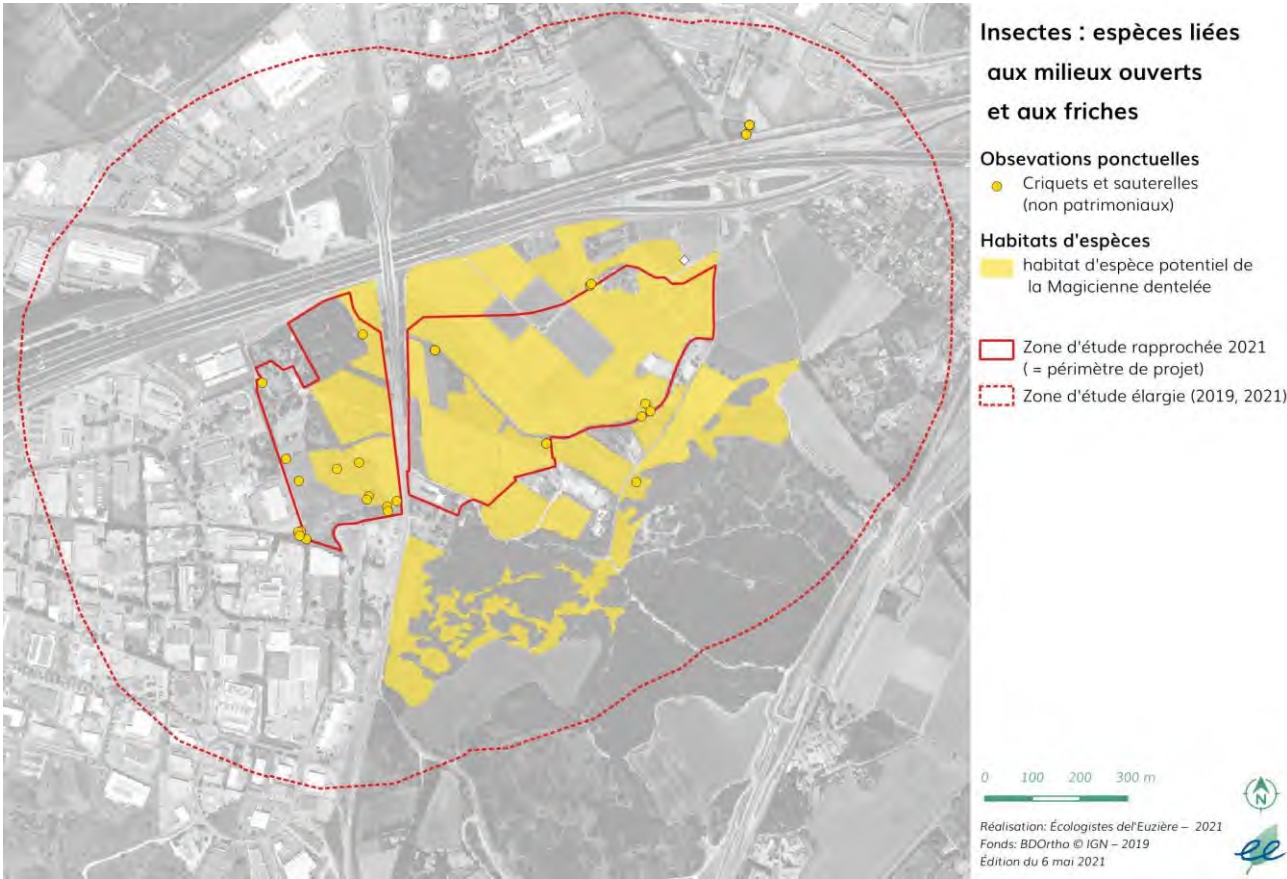 Insectes : espèces liées
aux milieux ouverts
et aux friches
Obsevations ponctuelles
Criquets et sauterelles
(non patrimoniaux)
Habitats d'espèces
habitat d'espèce potentiel de
la Magicienne dentelée
Zone d'étude rapprochée 2021
( = périmètre de projet)
Zone d'étude élargie (2019, 2021)
0 100 200 300 m
N
Réalisation: Écologistes del'Euzière – 2021
Fonds: BDOrtho © IGN – 2019
Édition du 6 mai 2021
ee